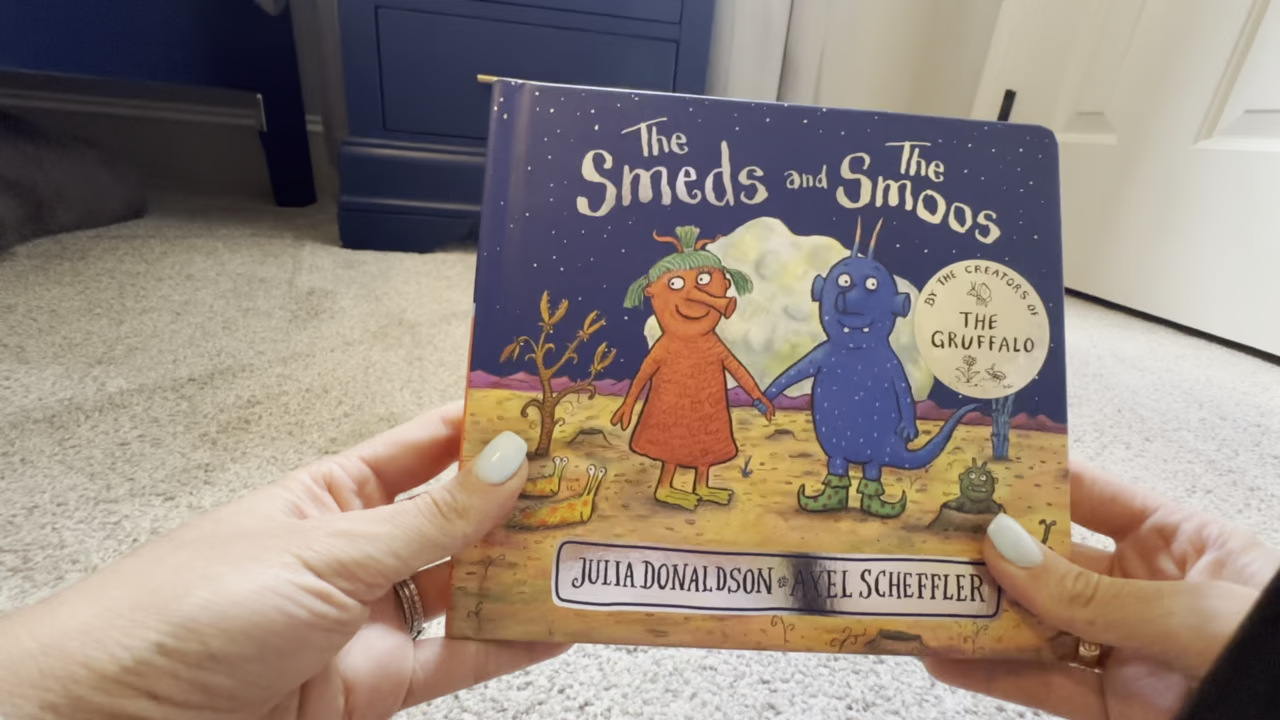 The Smeds and The Smoos
BY THE CREATORS OF
THE
GRUFFALO
JULIA DONALDSON & AXEL SCHEFFLER